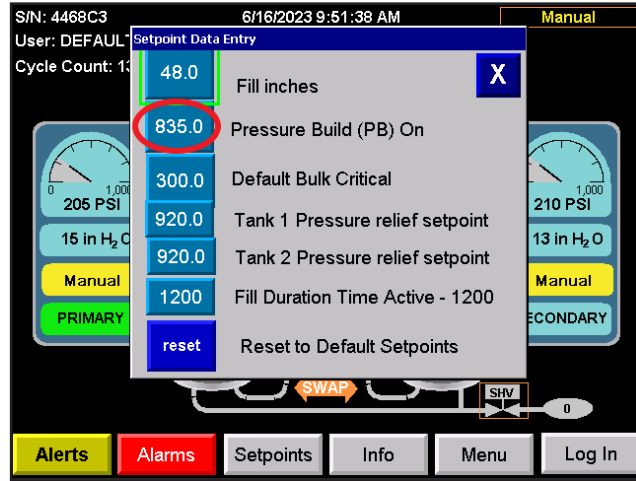 S/N: 4468C3 6/16/2023 9:51:38 AM Manual
User: DEFAUL
Setpoint Data Entry
Cycle Count: 13
X
48.0 Fill inches
835.0 Pressure Build (PB) On
300.0 Default Bulk Critical
920.0 Tank 1 Pressure relief setpoint
920.0 Tank 2 Pressure relief setpoint
1200 Fill Duration Time Active - 1200
reset Reset to Default Setpoints
0 1,000
205 PSI
15 in H2O
Manual
PRIMARY
1,000
210 PSI
13 in H2O
Manual
ECONDARY
SWAP
SHV
0
Alerts Alarms Setpoints Info Menu Log In